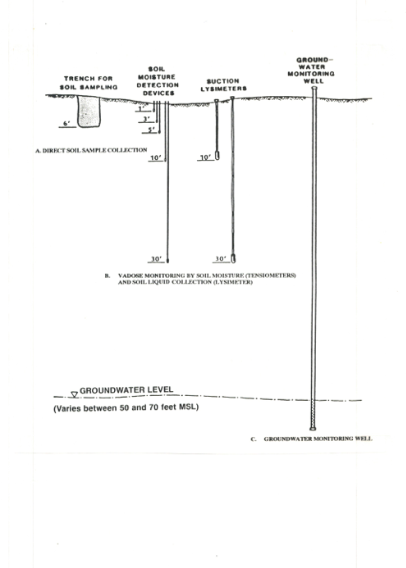 GROUND-
WATER
MONITORING
WELL
SOIL
MOISTURE
DETECTION
DEVICES
TRENCH FOR
SOIL SAMPLING
SUCTION
LYSIMETERS
1'
3'
5'
6'
A. DIRECT SOIL SAMPLE COLLECTION
10'
10'
30'
30'
B. VADOSE MONITORING BY SOIL MOISTURE (TENSIOMETERS)
AND SOIL LIQUID COLLECTION (LYSIMETER)
GROUNDWATER LEVEL
(Varies between 50 and 70 feet MSL)
C. GROUNDWATER MONITORING WELL